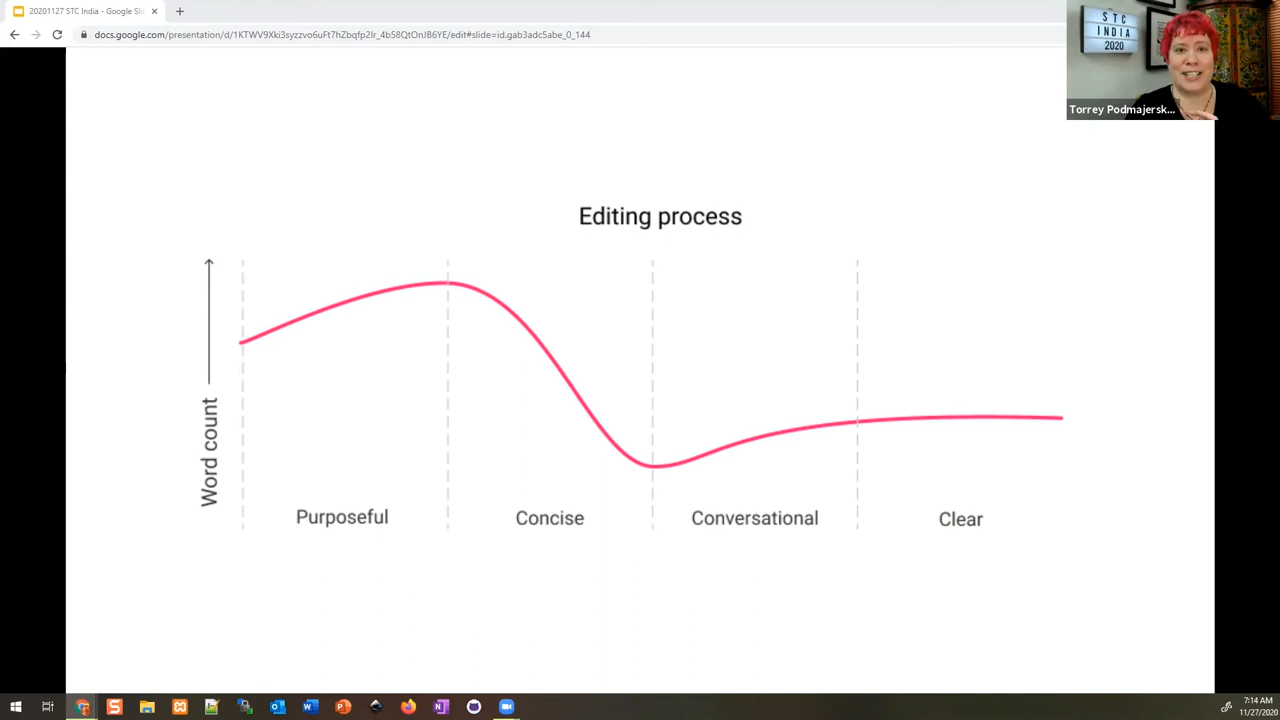 20201127 STC India - Google Sli
docs.google.com/presentation/d/1KTWV9Xki3syzzvo6uFt7hZbqfp2Ir_4b58QtOnJ86YE/edit#slide=id.gab3adc5abe_0_144
STC
INDIA
2020
Torrey Podmajersk...
Editing process
Word count
Purposeful
Concise
Conversational
Clear
7:14 AM
11/27/2020